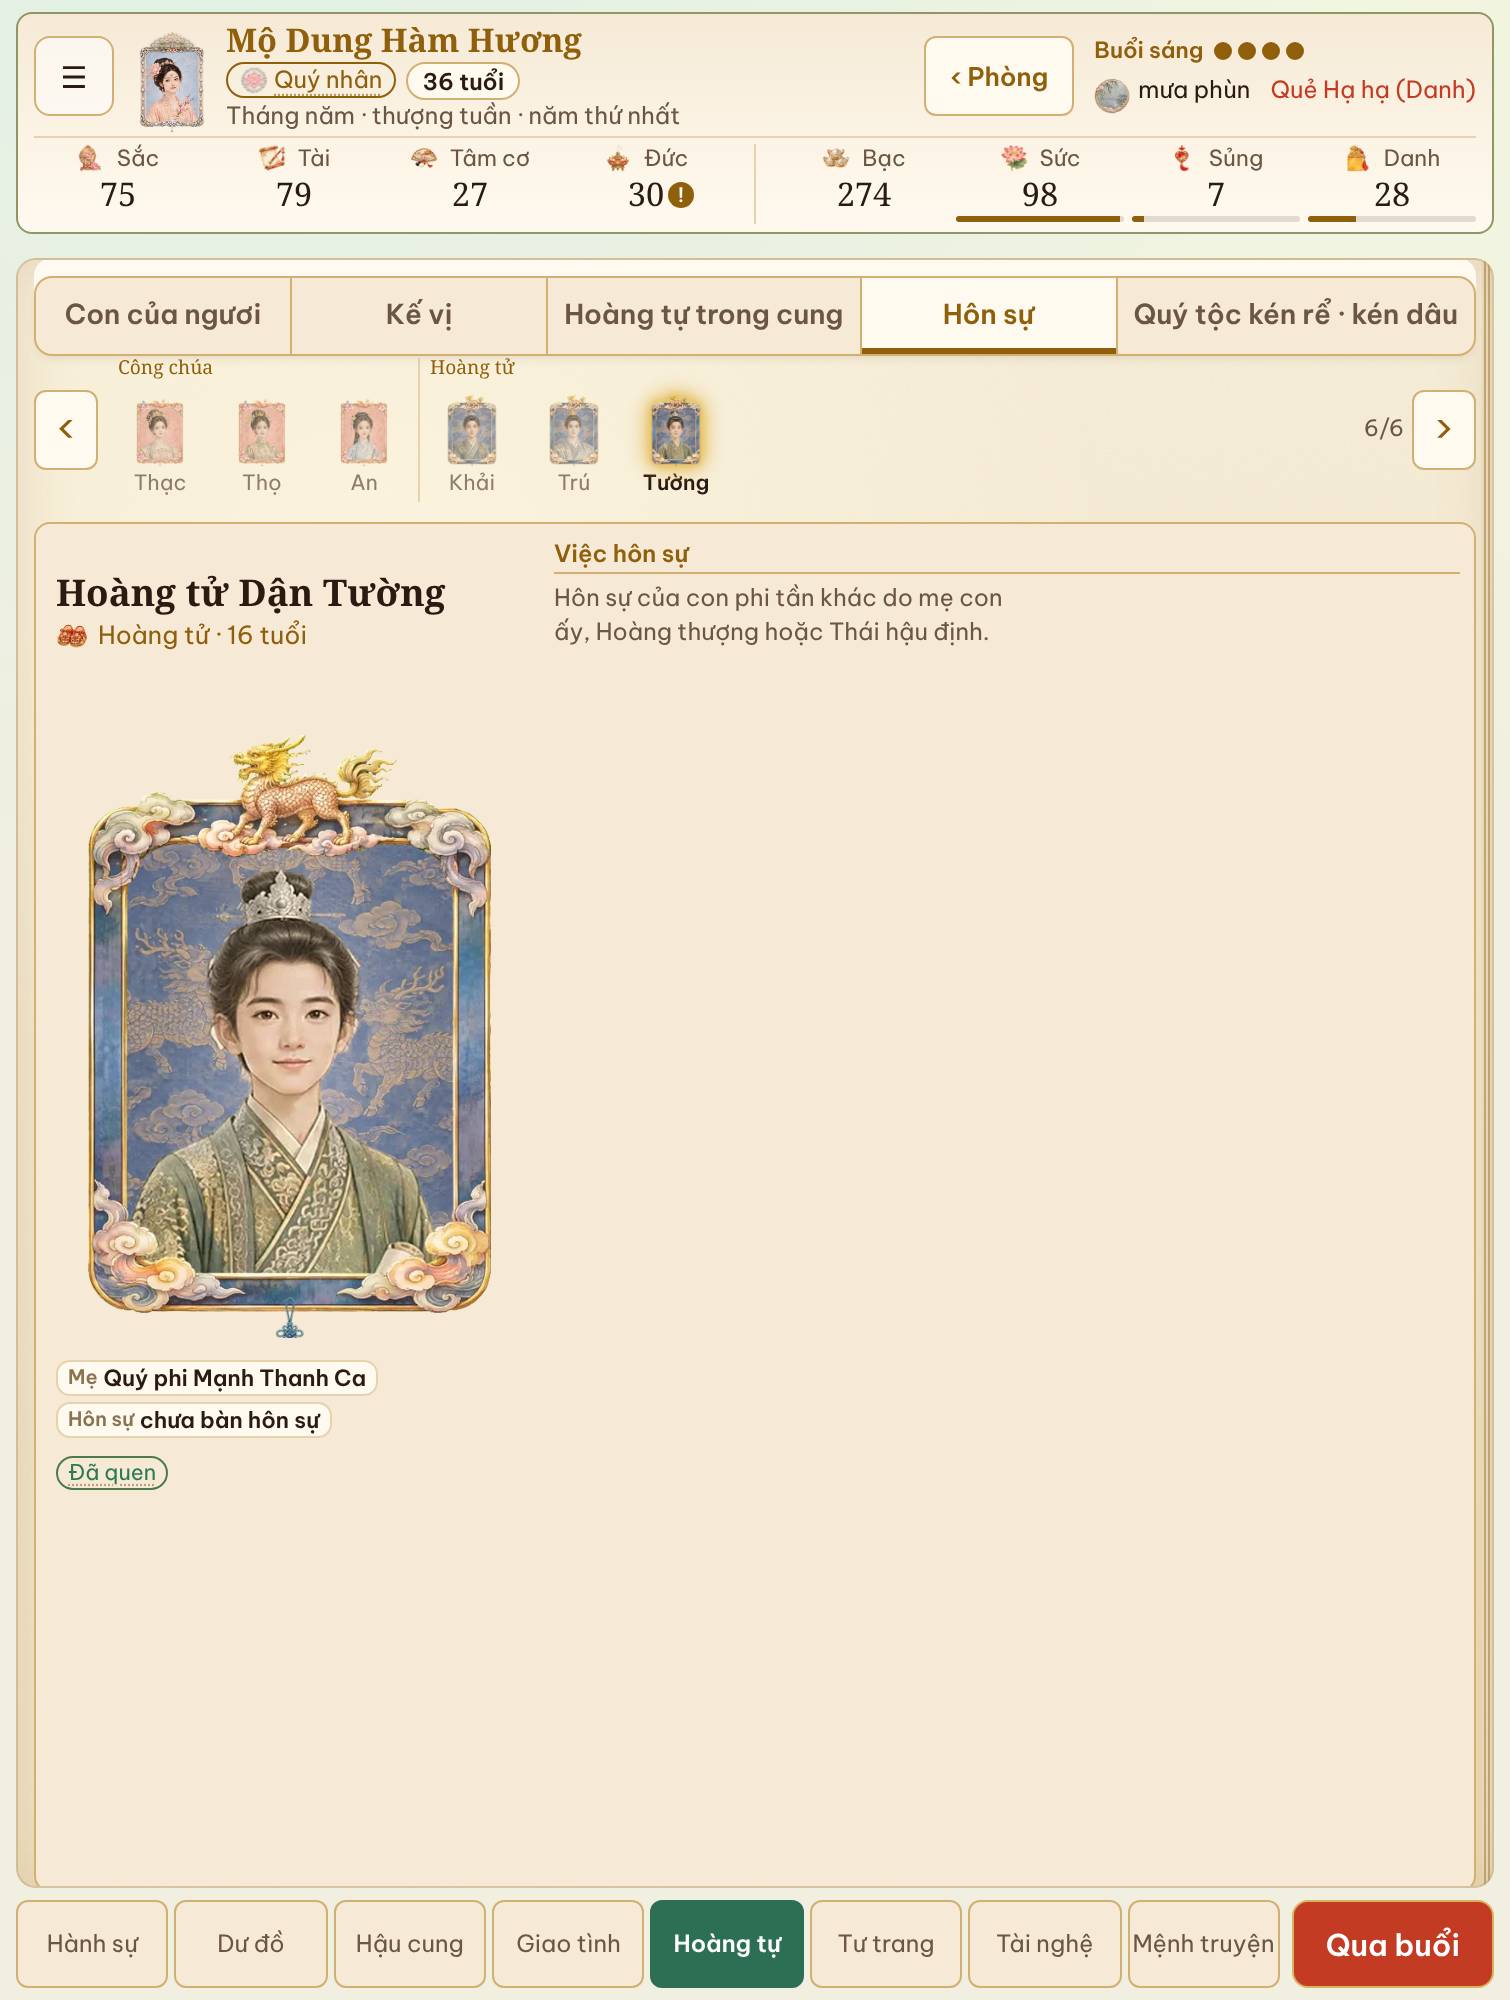 ☰
Mộ Dung Hàm Hương
Quý nhân
36 tuổi
Tháng năm · thượng tuần · năm thứ nhất
‹ Phòng
Buổi sáng
mưa phùn
Quẻ Hạ hạ (Danh)
Sắc
75
Tài
79
Tâm cơ
27
Đức
30 !
Bạc
274
Sức
98
Sủng
7
Danh
28
Con của ngươi
Kế vị
Hoàng tự trong cung
Hôn sự
Quý tộc kén rể · kén dâu
Công chúa
Hoàng tử
‹
Thạc
Thọ
An
Khải
Trú
Tường
6/6
›
Hoàng tử Dận Tường
Hoàng tử · 16 tuổi
Việc hôn sự
Hôn sự của con phi tần khác do mẹ con
ấy, Hoàng thượng hoặc Thái hậu định.
Mẹ Quý phi Mạnh Thanh Ca
Hôn sự chưa bàn hôn sự
Đã quen
Hành sự
Dư đồ
Hậu cung
Giao tình
Hoàng tự
Tư trang
Tài nghệ
Mệnh truyện
Qua buổi